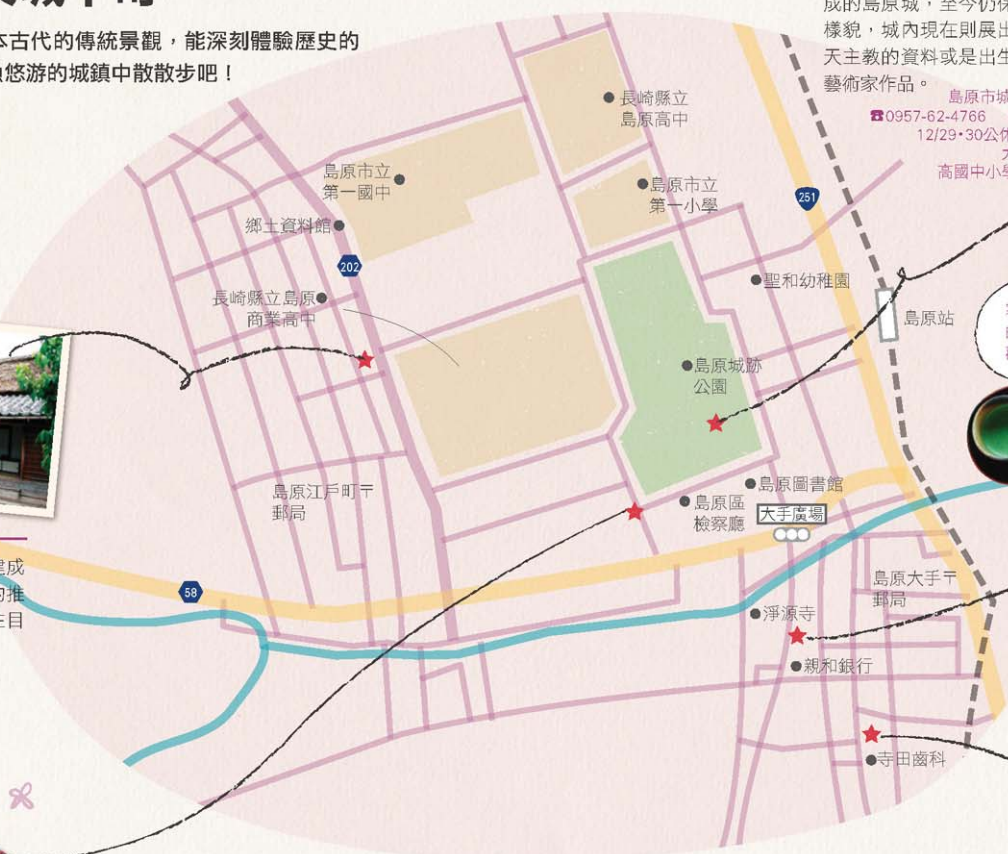 本古代的傳統景觀，能深刻體驗歷史的
悠游的城鎮中散散步吧！
成的島原城，至今仍保
樣貌，城內現在則展出
天主教的資料或是出生
藝術家作品。
島原市城
☎0957-62-4766
12/29・30公休
高國中小學
長崎縣立
島原高中
島原市立
第一國中
島原市立
第一小學
251
鄉土資料館
202
聖和幼稚園
長崎縣立島原
商業高中
島原站
島原城跡
公園
島原江戶町〒
郵局
島原圖書館
島原區
檢察廳
大手廣場
建成
的推
在目
58
島原大手〒
郵局
淨源寺
親和銀行
寺田齒科